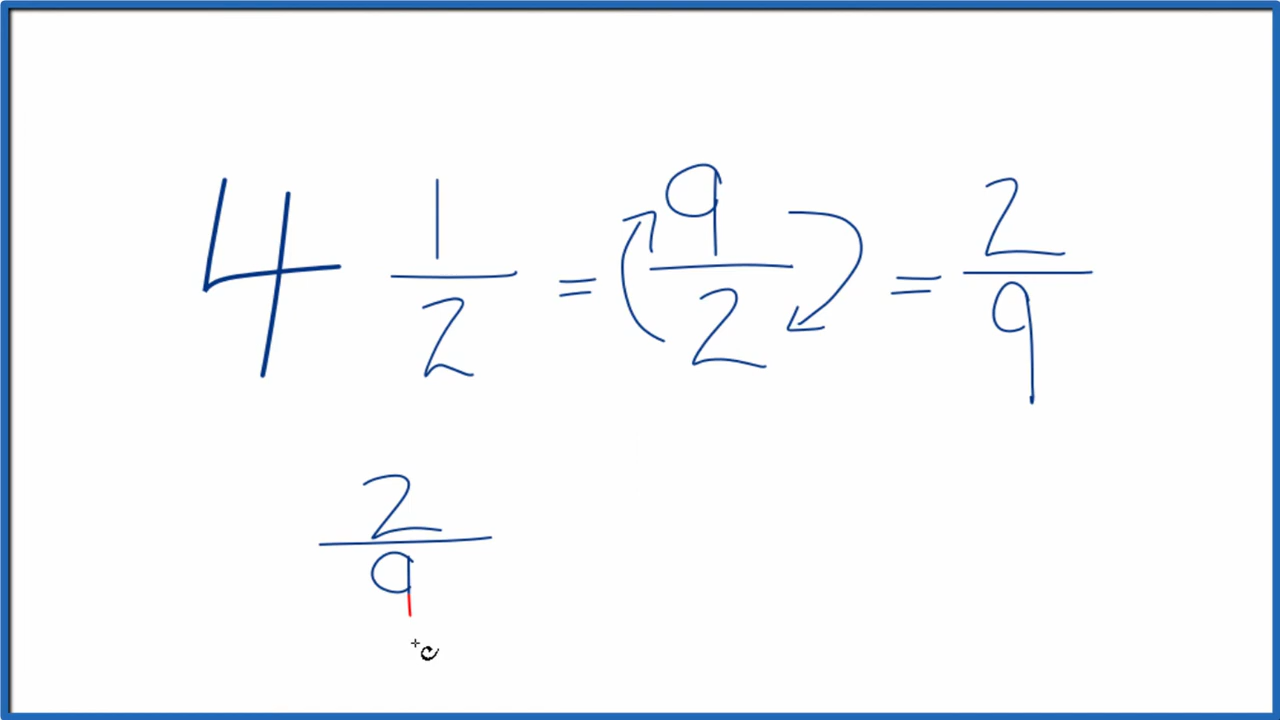 4 1/2 = 9/2 = 2/9
2/9